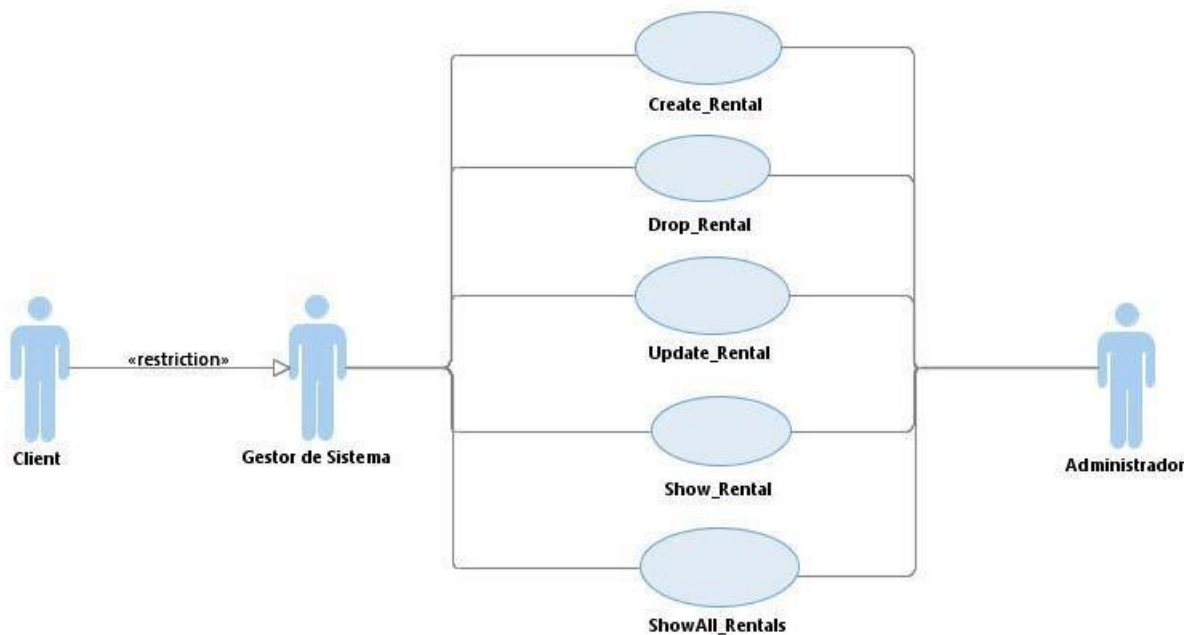 Create_Rental
Drop_Rental
Update_Rental
«restriction»
Client
Gestor de Sistema
Administrador
Show_Rental
ShowAll_Rentals